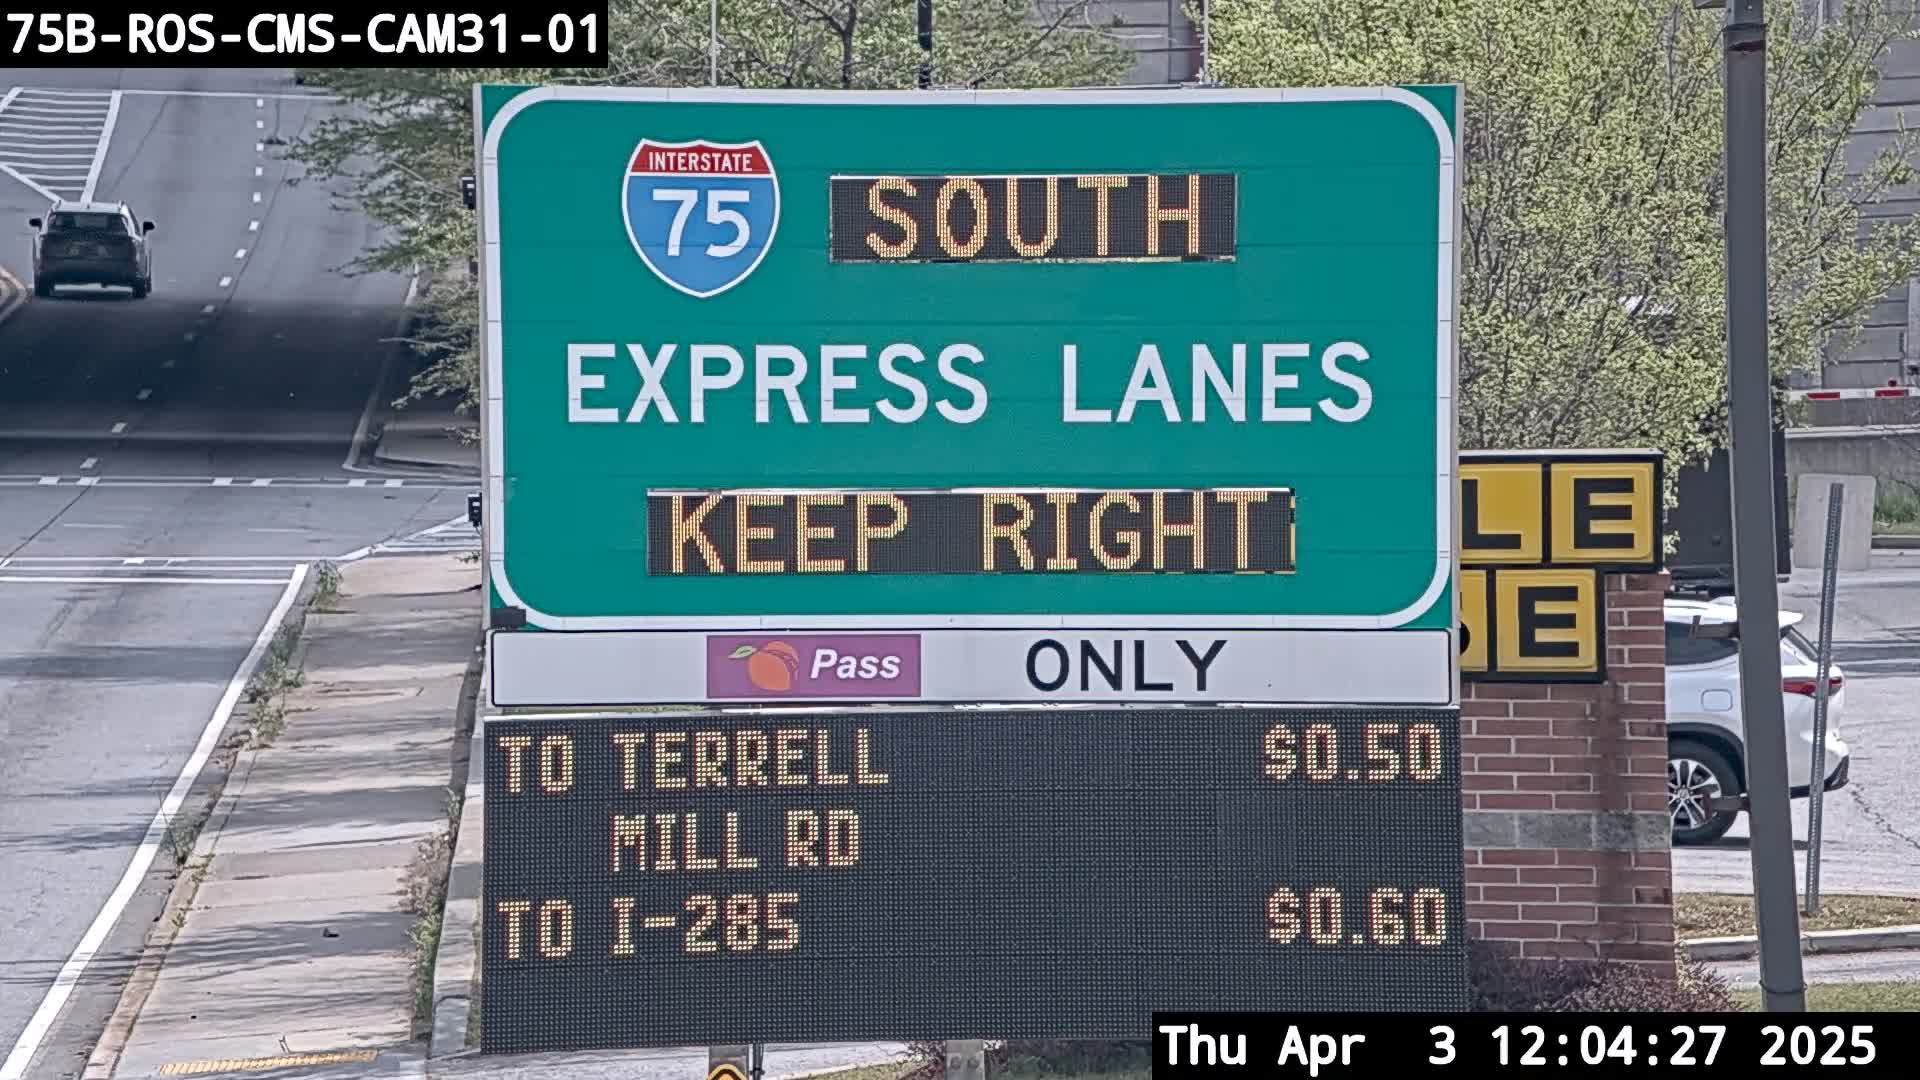 75B-ROS-CMS-CAM31-01
INTERSTATE
75
SOUTH
EXPRESS LANES
KEEP RIGHT
LE
E
Pass
ONLY
TO TERRELL $0.50
MILL RD
TO I-285 $0.60
Thu Apr 3 12:04:27 2025